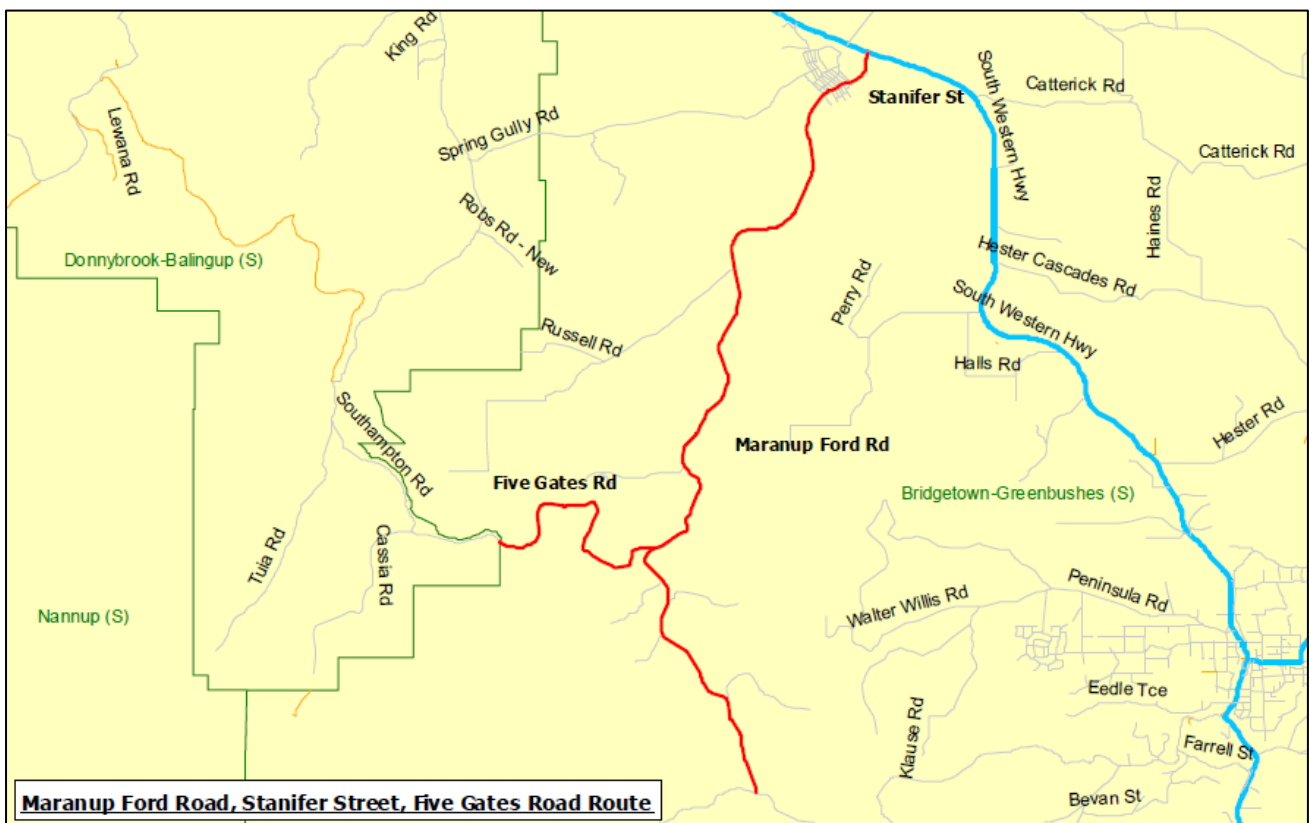 King Rd
South Western Hwy
Catterick Rd
Stanifer St
Lewana Rd
Spring Gully Rd
Catterick Rd
Haines Rd
Robs Rd - New
Donnybrook-Balingup (S)
Hester Cascades Rd
Perry Rd
South Western Hwy
Russell Rd
Halls Rd
Southampton Rd
Hester Rd
Maranup Ford Rd
Five Gates Rd
Bridgetown-Greenbushes (S)
Tuia Rd
Cassia Rd
Peninsula Rd
Walter Willis Rd
Nannup (S)
Eedle Tce
Klause Rd
Farrell St
Bevan St
Maranup Ford Road, Stanifer Street, Five Gates Road Route